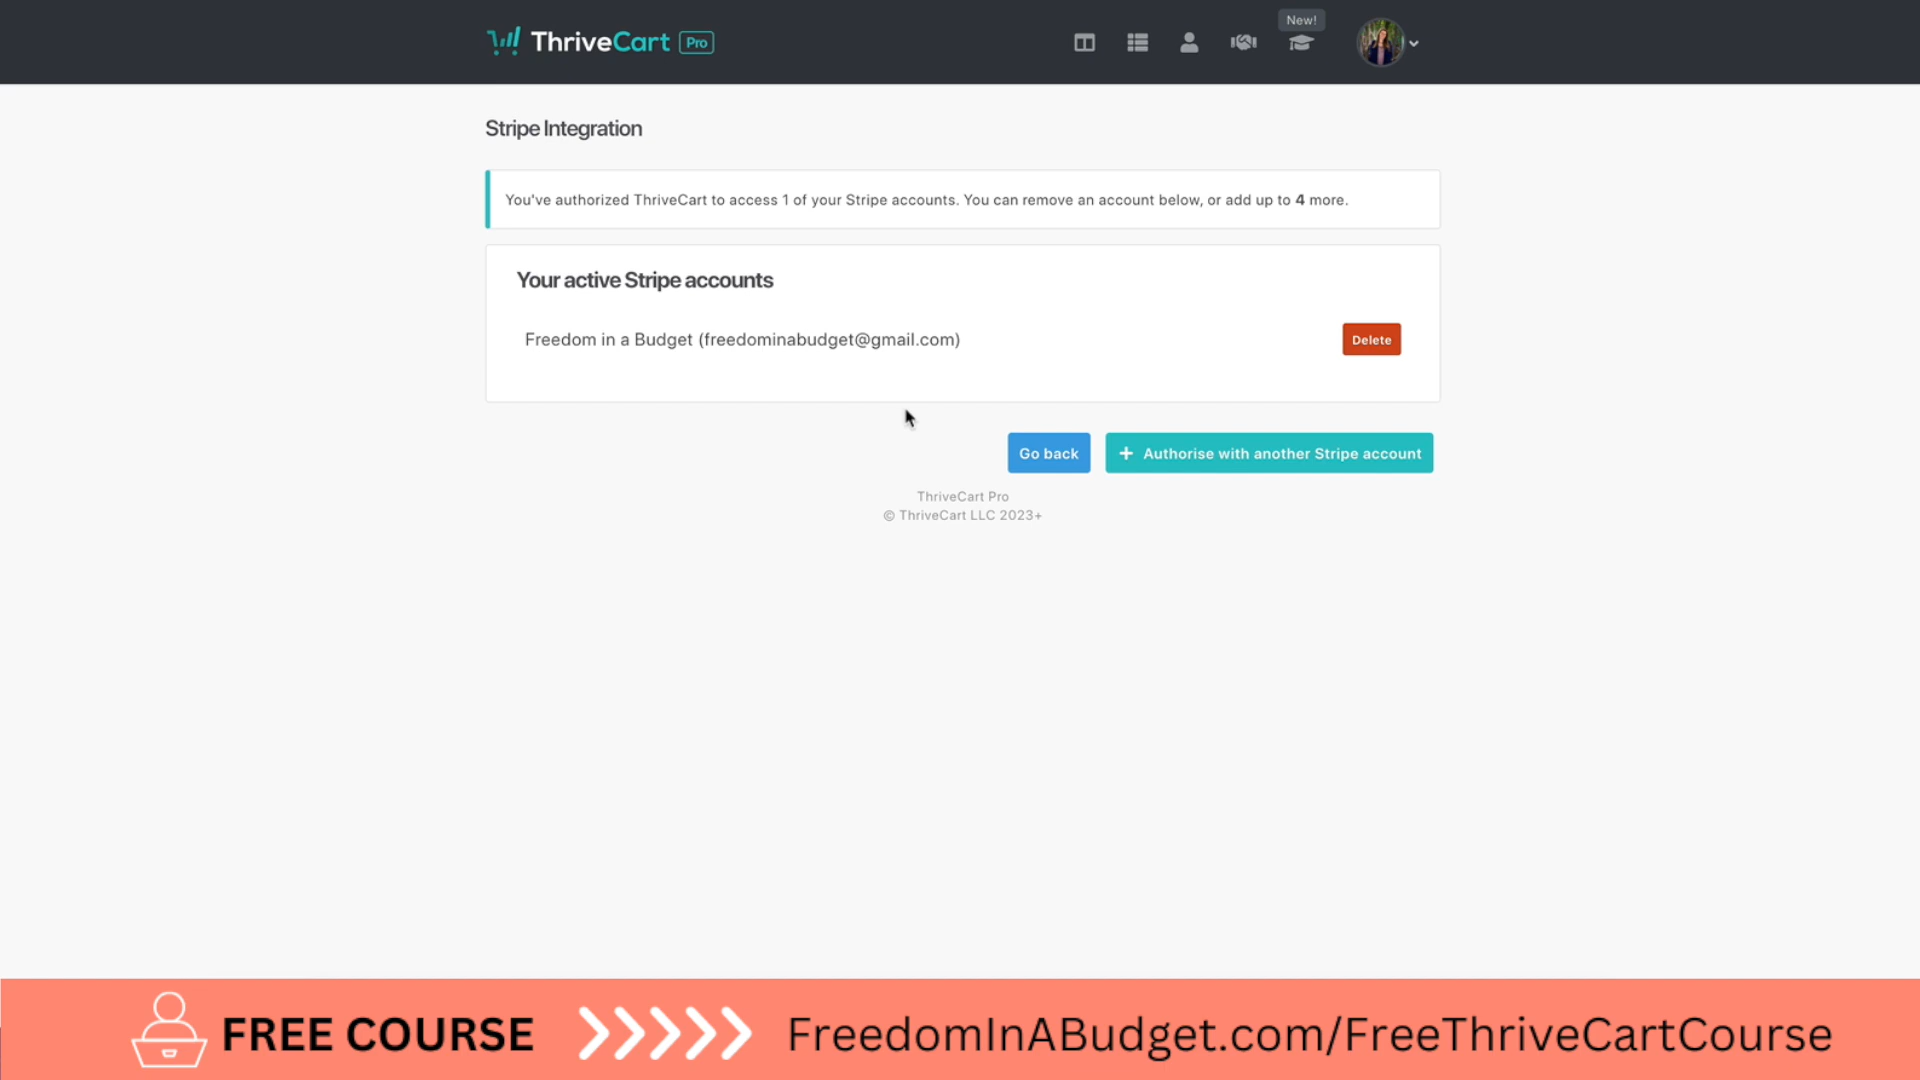 ThriveCart Pro
New!
Stripe Integration
You've authorized ThriveCart to access 1 of your Stripe accounts. You can remove an account below, or add up to 4 more.
Your active Stripe accounts
Freedom in a Budget (freedominabudget@gmail.com)
Delete
Go back
+ Authorise with another Stripe account
ThriveCart Pro
© ThriveCart LLC 2023+
FREE COURSE
FreedomInABudget.com/FreeThriveCartCourse